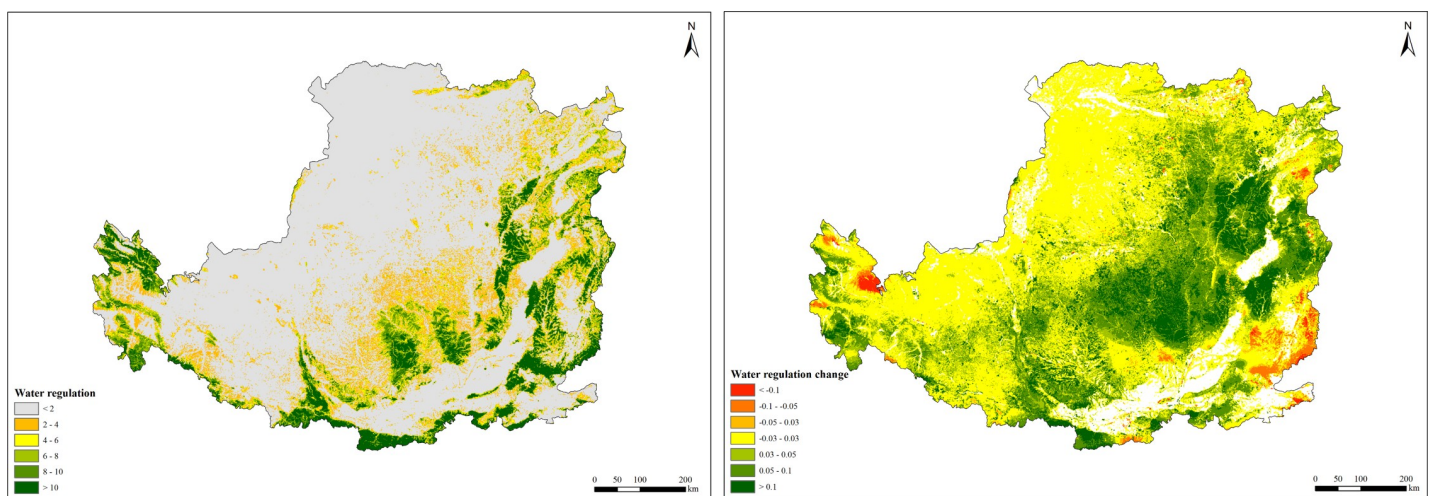 N
Water regulation
< 2
2 - 4
4 - 6
6 - 8
8 - 10
> 10
0 50 100 200
km
N
Water regulation change
< -0.1
-0.1 - -0.05
-0.05 - 0.03
-0.03 - 0.03
0.03 - 0.05
0.05 - 0.1
> 0.1
0 50 100 200
km